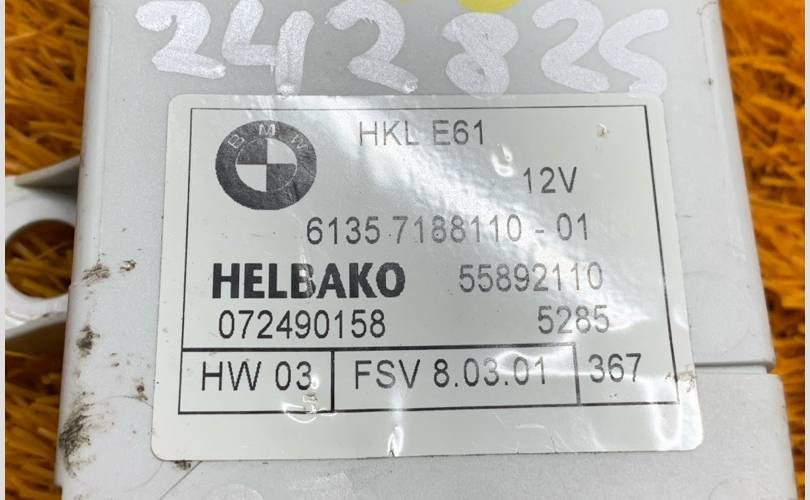 242825
BMW
HKL E61
12V
6135 7188110 - 01
HELBAKO 55892110
072490158 5285
HW 03 FSV 8.03.01 367